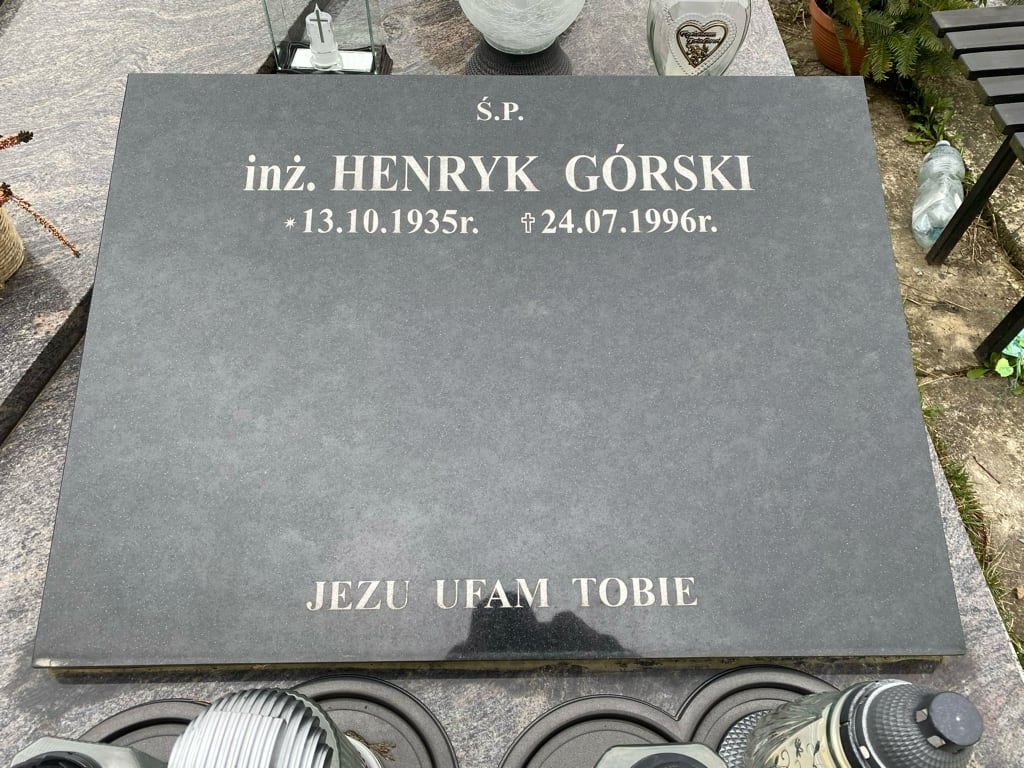 Ś.P.
inż. HENRYK GÓRSKI
*13.10.1935r. ✝24.07.1996r.
JEZU UFAM TOBIE